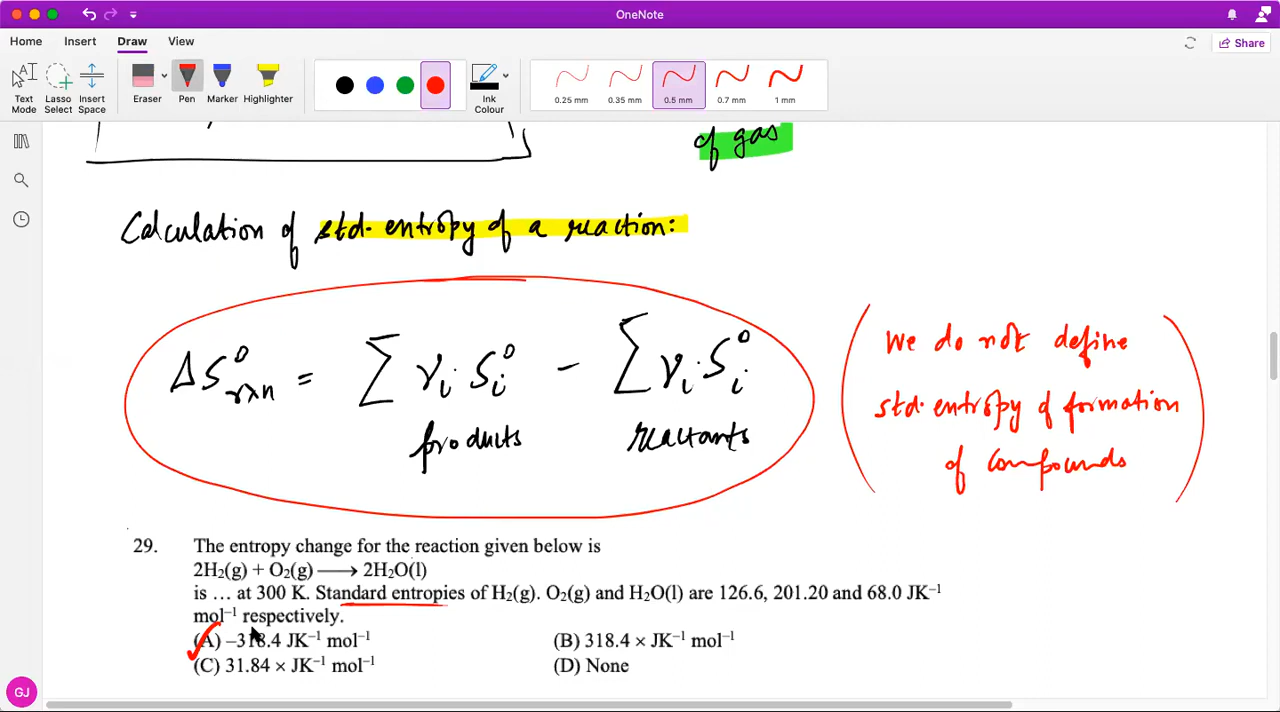 OneNote
Home Insert Draw View
Share
Text Mode
Lasso Select
Insert Space
Eraser
Pen
Marker
Highlighter
Ink Colour
0.25 mm
0.35 mm
0.5 mm
0.7 mm
1 mm
of gas
Calculation of std. entropy of a reaction:
ΔS⁰rxn = ∑ νi Si⁰ − ∑ νi Si⁰
products reactants
(We do not define
std. entropy of formation
of compounds)
29. The entropy change for the reaction given below is
2H₂(g) + O₂(g) ⟶ 2H₂O(l)
is … at 300 K. Standard entropies of H₂(g). O₂(g) and H₂O(l) are 126.6, 201.20 and 68.0 JK⁻¹
mol⁻¹ respectively.
(A) –318.4 JK⁻¹ mol⁻¹ (B) 318.4 × JK⁻¹ mol⁻¹
(C) 31.84 × JK⁻¹ mol⁻¹ (D) None
GJ